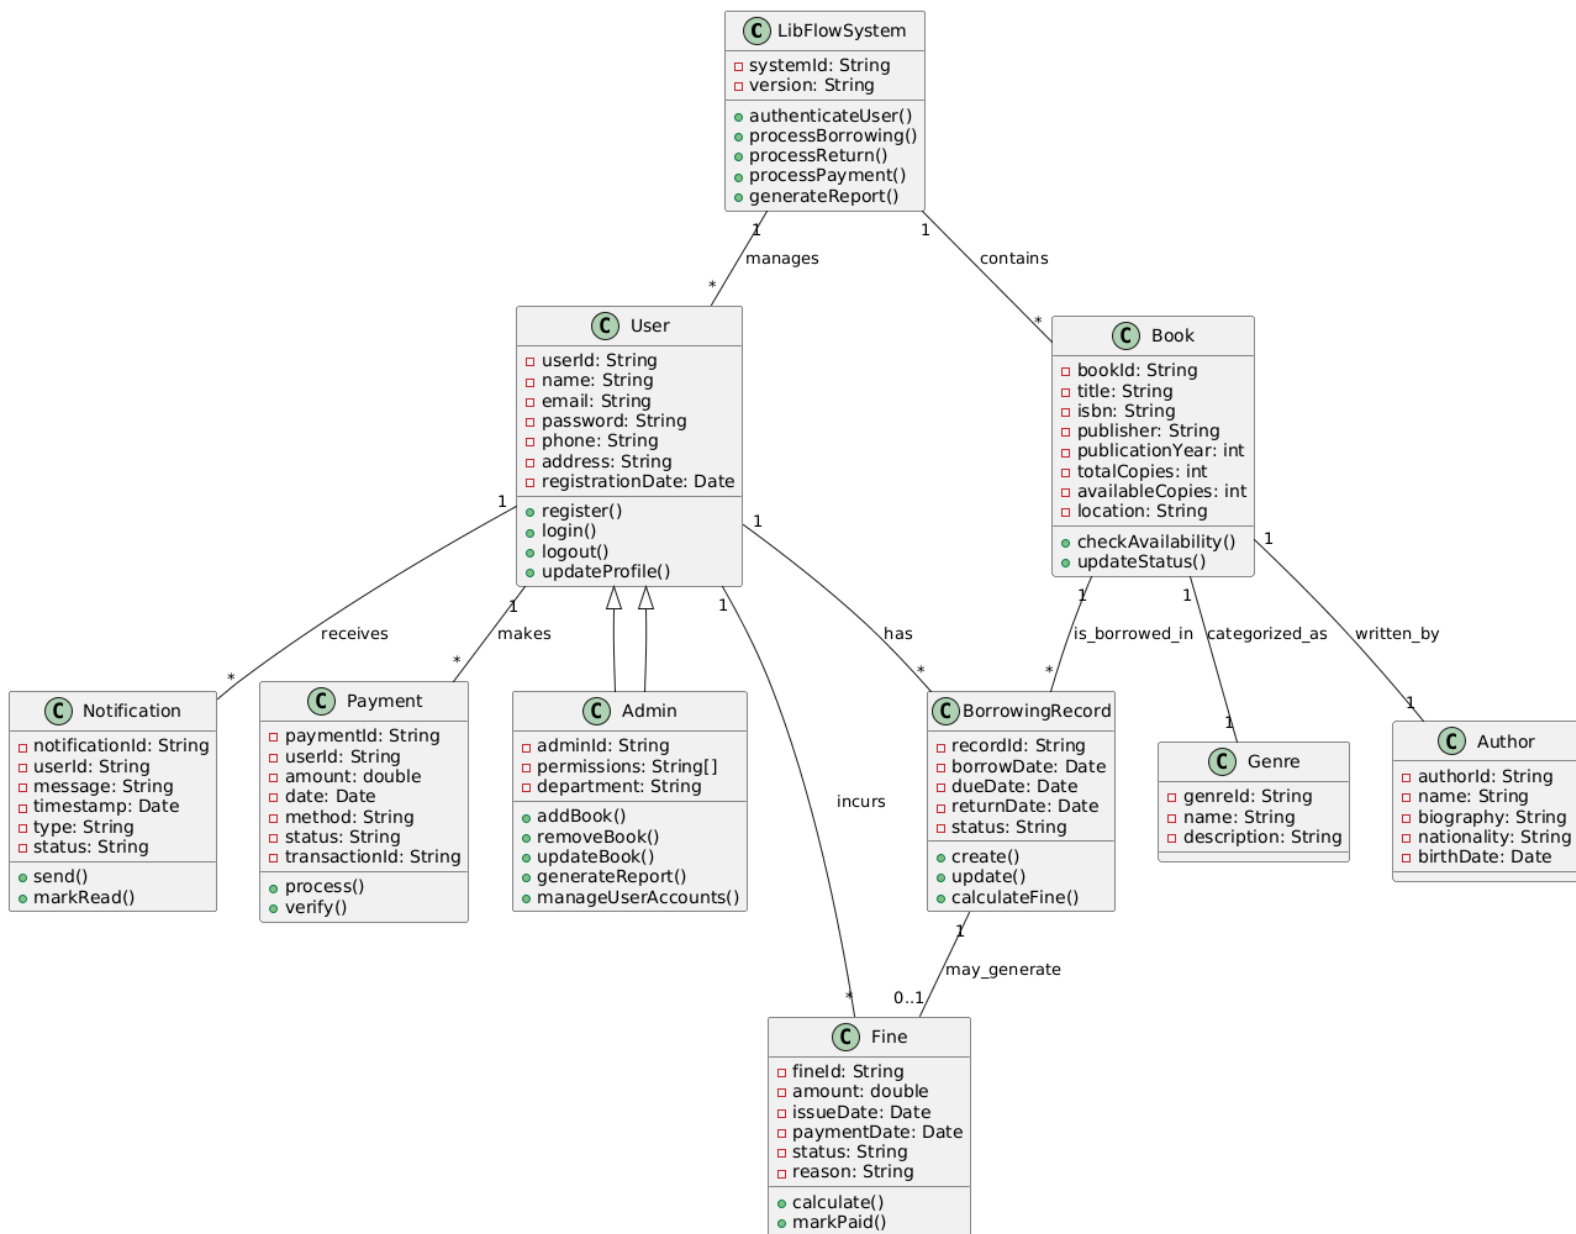 C LibFlowSystem
systemId: String
version: String
authenticateUser()
processBorrowing()
processReturn()
processPayment()
generateReport()
1
1
manages
contains
*
*
C User
userId: String
name: String
email: String
password: String
phone: String
address: String
registrationDate: Date
register()
login()
logout()
updateProfile()
C Book
bookId: String
title: String
isbn: String
publisher: String
publicationYear: int
totalCopies: int
availableCopies: int
location: String
checkAvailability()
updateStatus()
1
1
1
1
1
1
1
receives
makes
has
is_borrowed_in
categorized_as
written_by
*
*
*
*
1
1
C Notification
notificationId: String
userId: String
message: String
timestamp: Date
type: String
status: String
send()
markRead()
C Payment
paymentId: String
userId: String
amount: double
date: Date
method: String
status: String
transactionId: String
process()
verify()
C Admin
adminId: String
permissions: String[]
department: String
addBook()
removeBook()
updateBook()
generateReport()
manageUserAccounts()
incurs
C BorrowingRecord
recordId: String
borrowDate: Date
dueDate: Date
returnDate: Date
status: String
create()
update()
calculateFine()
C Genre
genreId: String
name: String
description: String
C Author
authorId: String
name: String
biography: String
nationality: String
birthDate: Date
1
may_generate
*
0..1
C Fine
fineId: String
amount: double
issueDate: Date
paymentDate: Date
status: String
reason: String
calculate()
markPaid()